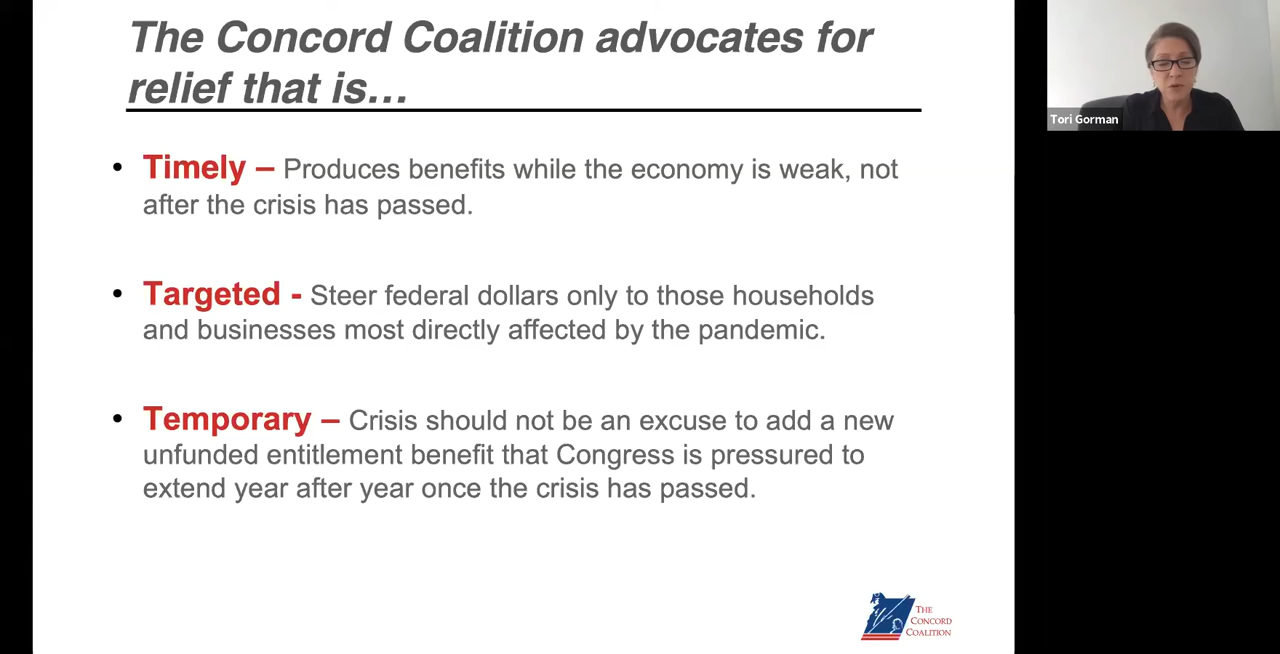 The Concord Coalition advocates for
relief that is…
• Timely – Produces benefits while the economy is weak, not
after the crisis has passed.
• Targeted - Steer federal dollars only to those households
and businesses most directly affected by the pandemic.
• Temporary – Crisis should not be an excuse to add a new
unfunded entitlement benefit that Congress is pressured to
extend year after year once the crisis has passed.
THE
CONCORD
COALITION
Tori Gorman